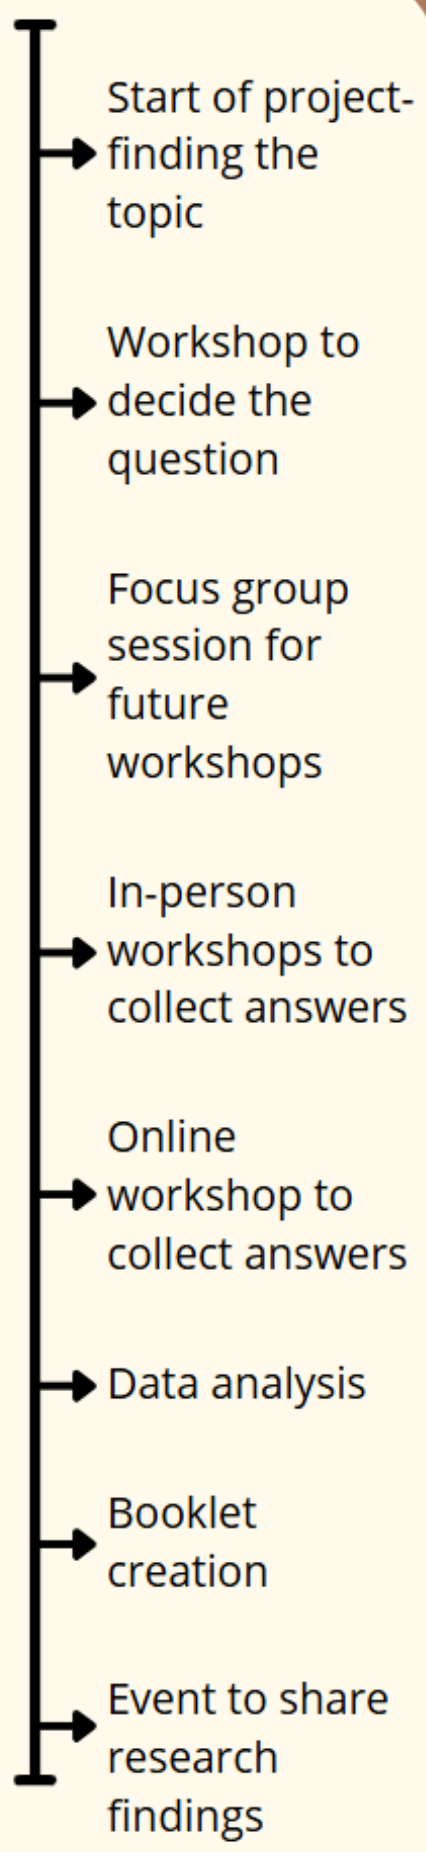 Start of project-
finding the
topic
Workshop to
decide the
question
Focus group
session for
future
workshops
In-person
workshops to
collect answers
Online
workshop to
collect answers
Data analysis
Booklet
creation
Event to share
research
findings